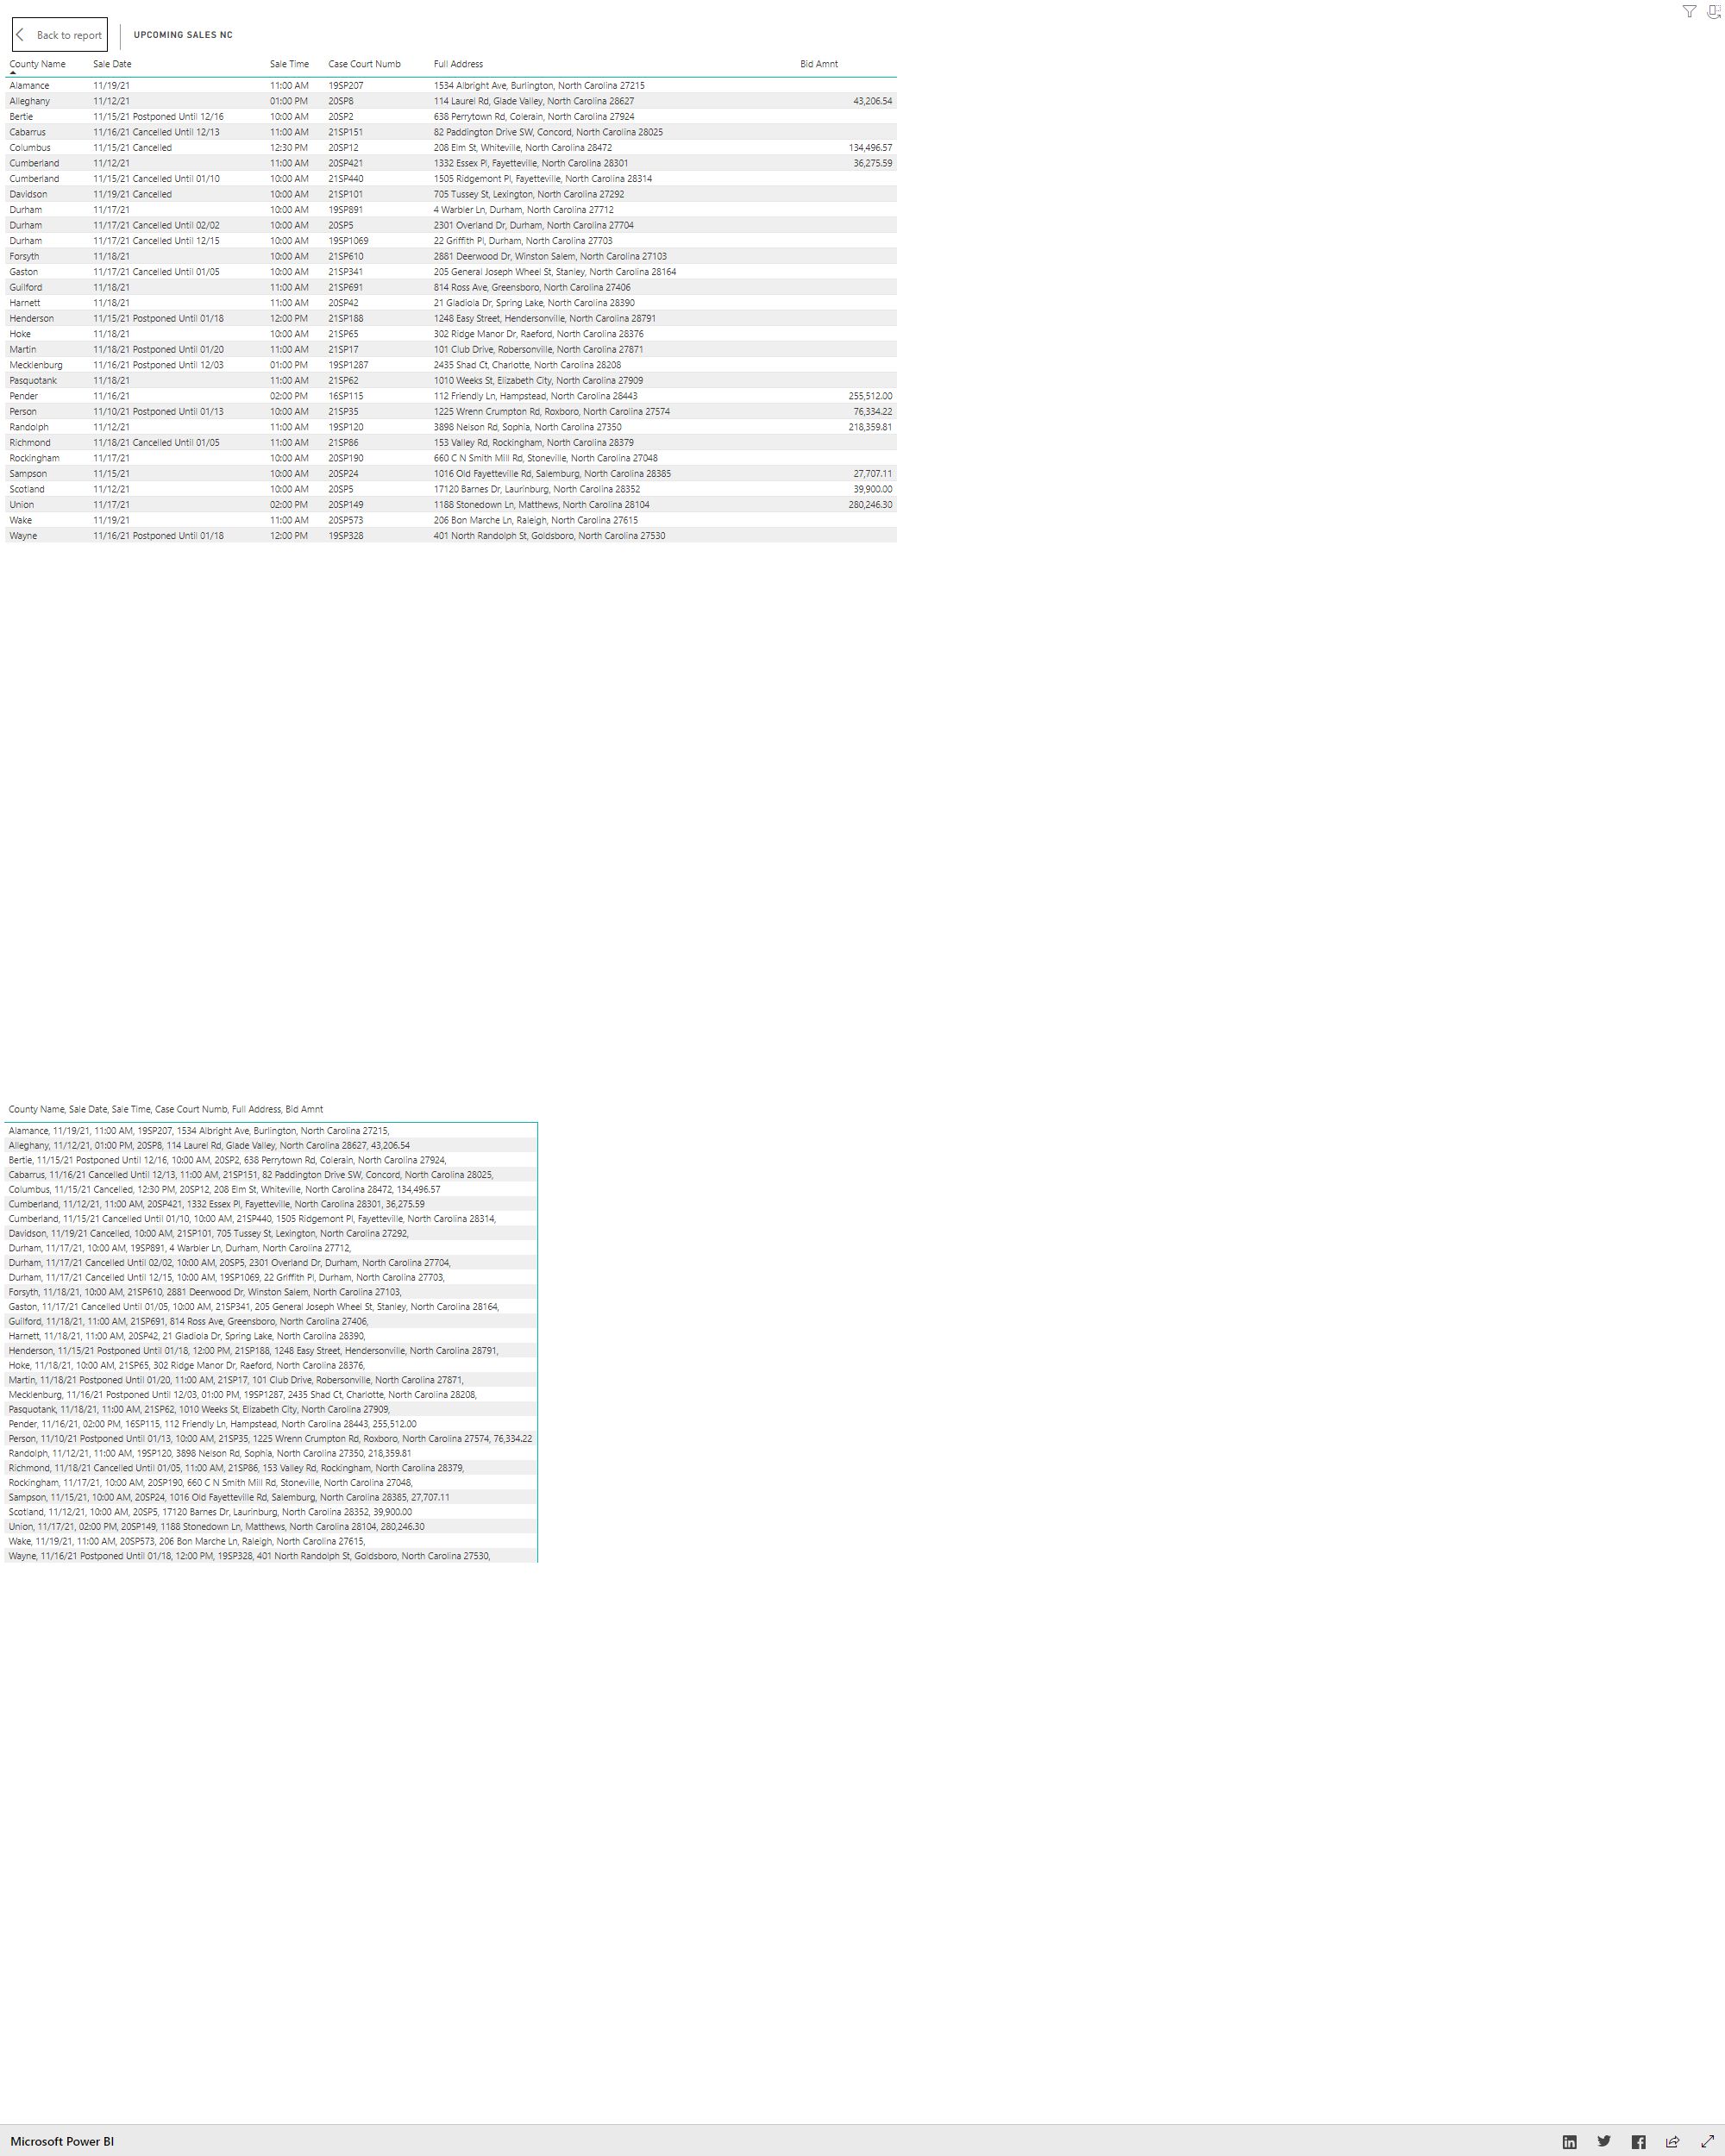 Back to report
UPCOMING SALES NC
County Name Sale Date Sale Time Case Court Numb Full Address Bid Amnt
Alamance 11/19/21 11:00 AM 19SP207 1534 Albright Ave, Burlington, North Carolina 27215
Alleghany 11/12/21 01:00 PM 20SP8 114 Laurel Rd, Glade Valley, North Carolina 28627 43,206.54
Bertie 11/15/21 Postponed Until 12/16 10:00 AM 20SP2 638 Perrytown Rd, Colerain, North Carolina 27924
Cabarrus 11/16/21 Cancelled Until 12/13 11:00 AM 21SP151 82 Paddington Drive SW, Concord, North Carolina 28025
Columbus 11/15/21 Cancelled 12:30 PM 20SP12 208 Elm St, Whiteville, North Carolina 28472 134,496.57
Cumberland 11/12/21 11:00 AM 20SP421 1332 Essex Pl, Fayetteville, North Carolina 28301 36,275.59
Cumberland 11/15/21 Cancelled Until 01/10 10:00 AM 21SP440 1505 Ridgemont Pl, Fayetteville, North Carolina 28314
Davidson 11/19/21 Cancelled 10:00 AM 21SP101 705 Tussey St, Lexington, North Carolina 27292
Durham 11/17/21 10:00 AM 19SP891 4 Warbler Ln, Durham, North Carolina 27712
Durham 11/17/21 Cancelled Until 02/02 10:00 AM 20SP5 2301 Overland Dr, Durham, North Carolina 27704
Durham 11/17/21 Cancelled Until 12/15 10:00 AM 19SP1069 22 Griffith Pl, Durham, North Carolina 27703
Forsyth 11/18/21 10:00 AM 21SP610 2881 Deerwood Dr, Winston Salem, North Carolina 27103
Gaston 11/17/21 Cancelled Until 01/05 10:00 AM 21SP341 205 General Joseph Wheel St, Stanley, North Carolina 28164
Guilford 11/18/21 11:00 AM 21SP691 814 Ross Ave, Greensboro, North Carolina 27406
Harnett 11/18/21 11:00 AM 20SP42 21 Gladiola Dr, Spring Lake, North Carolina 28390
Henderson 11/15/21 Postponed Until 01/18 12:00 PM 21SP188 1248 Easy Street, Hendersonville, North Carolina 28791
Hoke 11/18/21 10:00 AM 21SP65 302 Ridge Manor Dr, Raeford, North Carolina 28376
Martin 11/18/21 Postponed Until 01/20 11:00 AM 21SP17 101 Club Drive, Robersonville, North Carolina 27871
Mecklenburg 11/16/21 Postponed Until 12/03 01:00 PM 19SP1287 2435 Shad Ct, Charlotte, North Carolina 28208
Pasquotank 11/18/21 11:00 AM 21SP62 1010 Weeks St, Elizabeth City, North Carolina 27909
Pender 11/16/21 02:00 PM 16SP115 112 Friendly Ln, Hampstead, North Carolina 28443 255,512.00
Person 11/10/21 Postponed Until 01/13 10:00 AM 21SP35 1225 Wrenn Crumpton Rd, Roxboro, North Carolina 27574 76,334.22
Randolph 11/12/21 11:00 AM 19SP120 3898 Nelson Rd, Sophia, North Carolina 27350 218,359.81
Richmond 11/18/21 Cancelled Until 01/05 11:00 AM 21SP86 153 Valley Rd, Rockingham, North Carolina 28379
Rockingham 11/17/21 10:00 AM 20SP190 660 C N Smith Mill Rd, Stoneville, North Carolina 27048
Sampson 11/15/21 10:00 AM 20SP24 1016 Old Fayetteville Rd, Salemburg, North Carolina 28385 27,707.11
Scotland 11/12/21 10:00 AM 20SP5 17120 Barnes Dr, Laurinburg, North Carolina 28352 39,900.00
Union 11/17/21 02:00 PM 20SP149 1188 Stonedown Ln, Matthews, North Carolina 28104 280,246.30
Wake 11/19/21 11:00 AM 20SP573 206 Bon Marche Ln, Raleigh, North Carolina 27615
Wayne 11/16/21 Postponed Until 01/18 12:00 PM 19SP328 401 North Randolph St, Goldsboro, North Carolina 27530
County Name, Sale Date, Sale Time, Case Court Numb, Full Address, Bid Amnt
Alamance, 11/19/21, 11:00 AM, 19SP207, 1534 Albright Ave, Burlington, North Carolina 27215,
Alleghany, 11/12/21, 01:00 PM, 20SP8, 114 Laurel Rd, Glade Valley, North Carolina 28627, 43,206.54
Bertie, 11/15/21 Postponed Until 12/16, 10:00 AM, 20SP2, 638 Perrytown Rd, Colerain, North Carolina 27924,
Cabarrus, 11/16/21 Cancelled Until 12/13, 11:00 AM, 21SP151, 82 Paddington Drive SW, Concord, North Carolina 28025,
Columbus, 11/15/21 Cancelled, 12:30 PM, 20SP12, 208 Elm St, Whiteville, North Carolina 28472, 134,496.57
Cumberland, 11/12/21, 11:00 AM, 20SP421, 1332 Essex Pl, Fayetteville, North Carolina 28301, 36,275.59
Cumberland, 11/15/21 Cancelled Until 01/10, 10:00 AM, 21SP440, 1505 Ridgemont Pl, Fayetteville, North Carolina 28314,
Davidson, 11/19/21 Cancelled, 10:00 AM, 21SP101, 705 Tussey St, Lexington, North Carolina 27292,
Durham, 11/17/21, 10:00 AM, 19SP891, 4 Warbler Ln, Durham, North Carolina 27712,
Durham, 11/17/21 Cancelled Until 02/02, 10:00 AM, 20SP5, 2301 Overland Dr, Durham, North Carolina 27704,
Durham, 11/17/21 Cancelled Until 12/15, 10:00 AM, 19SP1069, 22 Griffith Pl, Durham, North Carolina 27703,
Forsyth, 11/18/21, 10:00 AM, 21SP610, 2881 Deerwood Dr, Winston Salem, North Carolina 27103,
Gaston, 11/17/21 Cancelled Until 01/05, 10:00 AM, 21SP341, 205 General Joseph Wheel St, Stanley, North Carolina 28164,
Guilford, 11/18/21, 11:00 AM, 21SP691, 814 Ross Ave, Greensboro, North Carolina 27406,
Harnett, 11/18/21, 11:00 AM, 20SP42, 21 Gladiola Dr, Spring Lake, North Carolina 28390,
Henderson, 11/15/21 Postponed Until 01/18, 12:00 PM, 21SP188, 1248 Easy Street, Hendersonville, North Carolina 28791,
Hoke, 11/18/21, 10:00 AM, 21SP65, 302 Ridge Manor Dr, Raeford, North Carolina 28376,
Martin, 11/18/21 Postponed Until 01/20, 11:00 AM, 21SP17, 101 Club Drive, Robersonville, North Carolina 27871,
Mecklenburg, 11/16/21 Postponed Until 12/03, 01:00 PM, 19SP1287, 2435 Shad Ct, Charlotte, North Carolina 28208,
Pasquotank, 11/18/21, 11:00 AM, 21SP62, 1010 Weeks St, Elizabeth City, North Carolina 27909,
Pender, 11/16/21, 02:00 PM, 16SP115, 112 Friendly Ln, Hampstead, North Carolina 28443, 255,512.00
Person, 11/10/21 Postponed Until 01/13, 10:00 AM, 21SP35, 1225 Wrenn Crumpton Rd, Roxboro, North Carolina 27574, 76,334.22
Randolph, 11/12/21, 11:00 AM, 19SP120, 3898 Nelson Rd, Sophia, North Carolina 27350, 218,359.81
Richmond, 11/18/21 Cancelled Until 01/05, 11:00 AM, 21SP86, 153 Valley Rd, Rockingham, North Carolina 28379,
Rockingham, 11/17/21, 10:00 AM, 20SP190, 660 C N Smith Mill Rd, Stoneville, North Carolina 27048,
Sampson, 11/15/21, 10:00 AM, 20SP24, 1016 Old Fayetteville Rd, Salemburg, North Carolina 28385, 27,707.11
Scotland, 11/12/21, 10:00 AM, 20SP5, 17120 Barnes Dr, Laurinburg, North Carolina 28352, 39,900.00
Union, 11/17/21, 02:00 PM, 20SP149, 1188 Stonedown Ln, Matthews, North Carolina 28104, 280,246.30
Wake, 11/19/21, 11:00 AM, 20SP573, 206 Bon Marche Ln, Raleigh, North Carolina 27615,
Wayne, 11/16/21 Postponed Until 01/18, 12:00 PM, 19SP328, 401 North Randolph St, Goldsboro, North Carolina 27530,
Microsoft Power BI